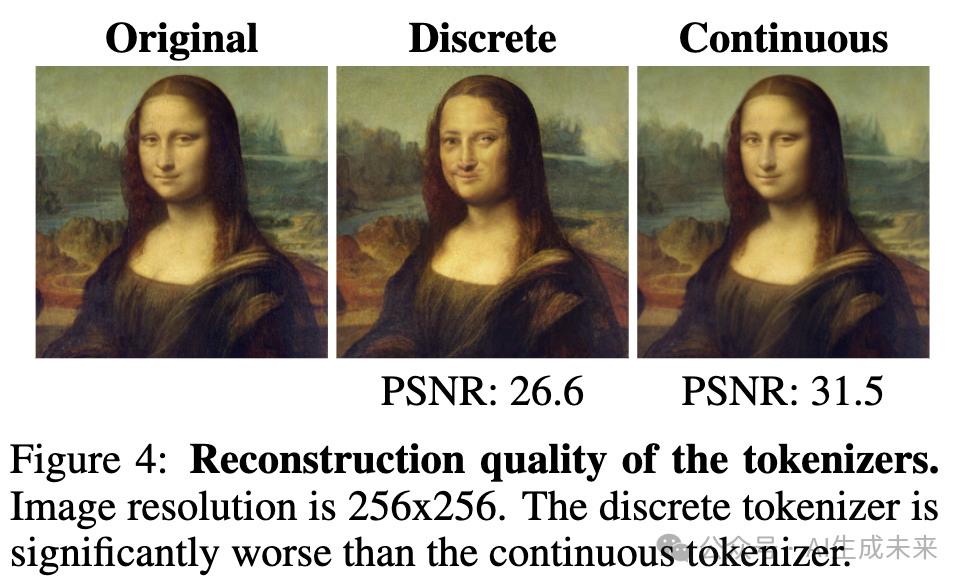 Original Discrete Continuous
PSNR: 26.6 PSNR: 31.5
Figure 4: Reconstruction quality of the tokenizers.
Image resolution is 256x256. The discrete tokenizer is
significantly worse than the continuous tokenizer.
公众号 · AI生成未来